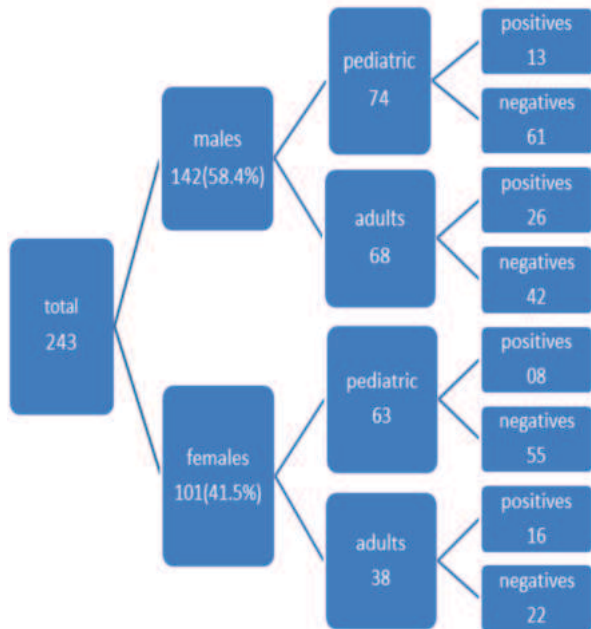 total
243
males
142(58.4%)
females
101(41.5%)
pediatric
74
adults
68
pediatric
63
adults
38
positives
13
negatives
61
positives
26
negatives
42
positives
08
negatives
55
positives
16
negatives
22